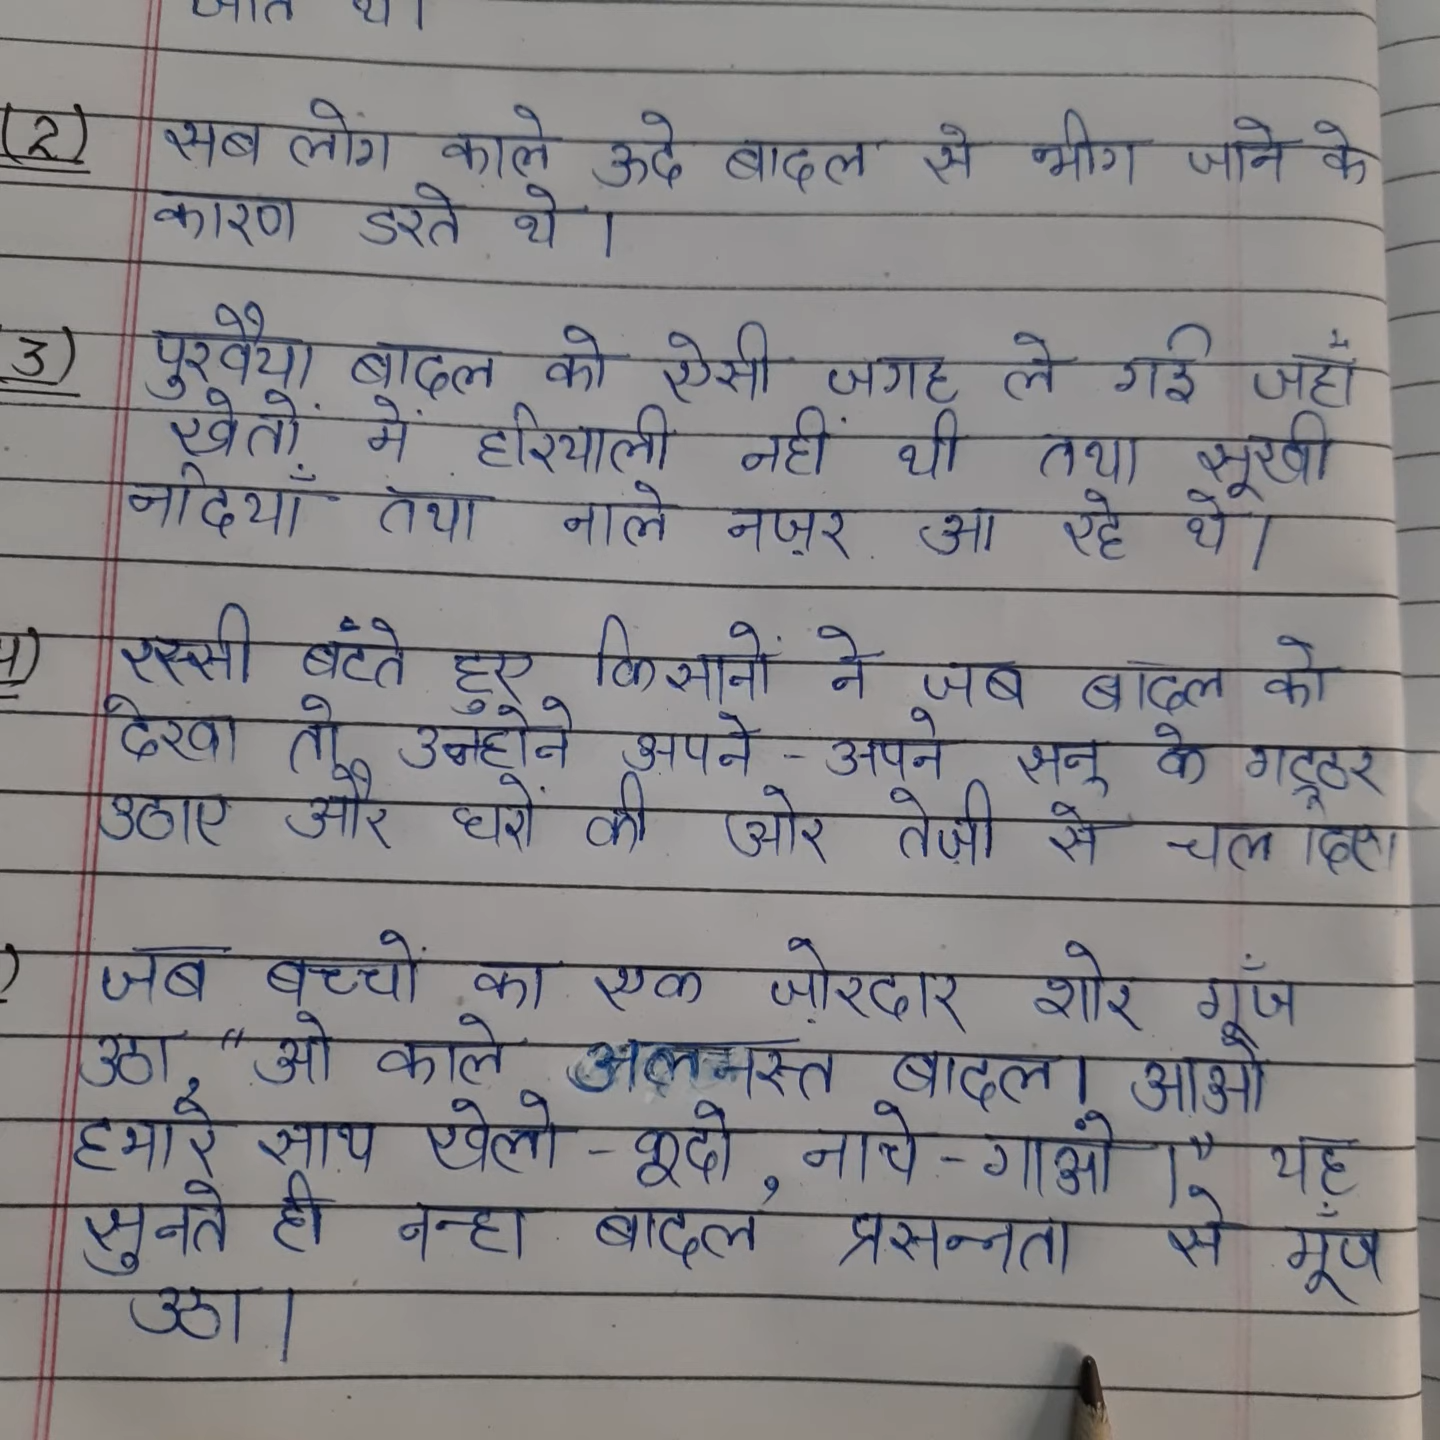 जाते थे।
(2) सब लोग काले ऊदे बादल से भीग जाने के
कारण डरते थे।
3) पुरवैया बादल को ऐसी जगह ले गई जहाँ
खेतों में हरियाली नहीं थी तथा सूखी
नदियाँ तथा नाले नज़र आ रहे थे।
4) रस्सी बँटते हुए किसानों ने जब बादल को
देखा तो उन्होंने अपने-अपने सनु के गट्ठर
उठाए और घरों की ओर तेज़ी से चल दिए।
जब बच्चों का एक ज़ोरदार शोर गूँज
उठा, "ओ काले अलमस्त बादल। आओ
हमारे साथ खेलो-कूदो, नाचे-गाओ।" यह
सुनते ही नन्हा बादल प्रसन्नता से गूँज
उठा।